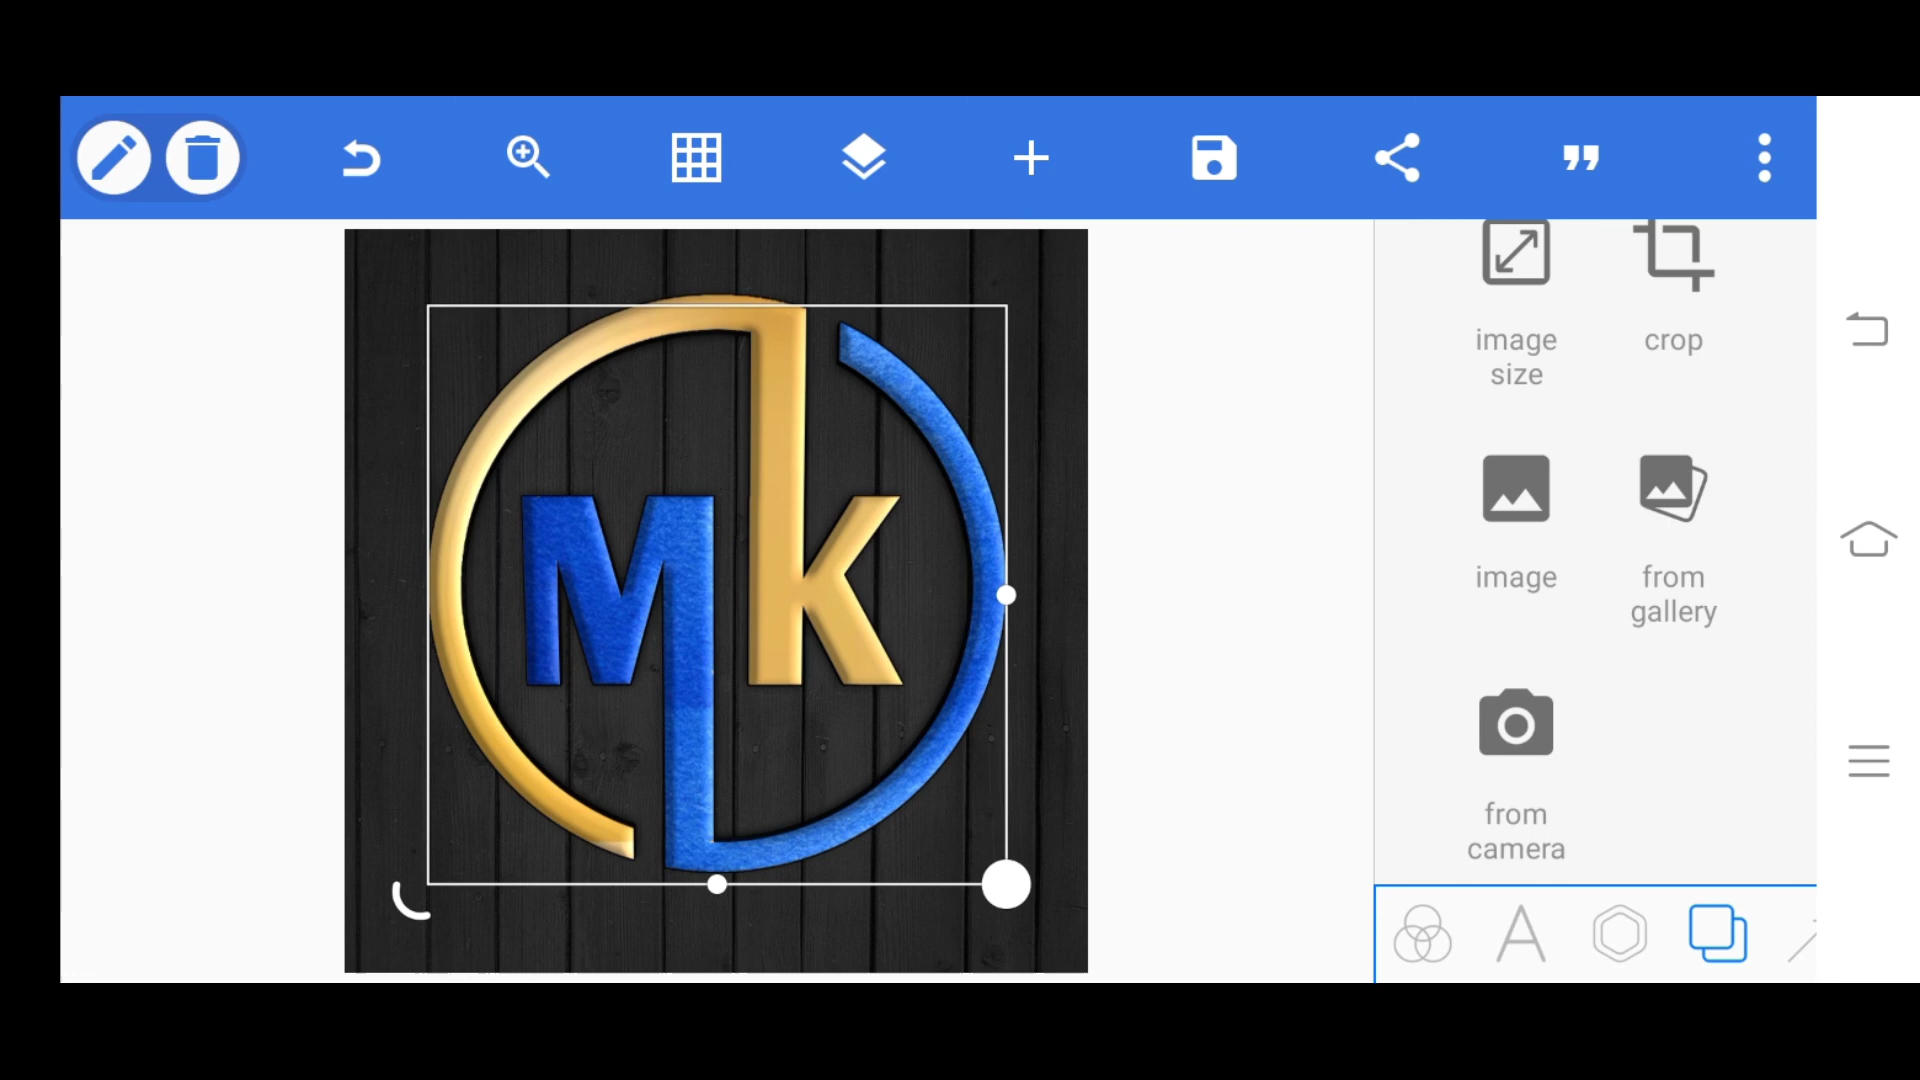 Mk
image
size
crop
image
from
gallery
from
camera